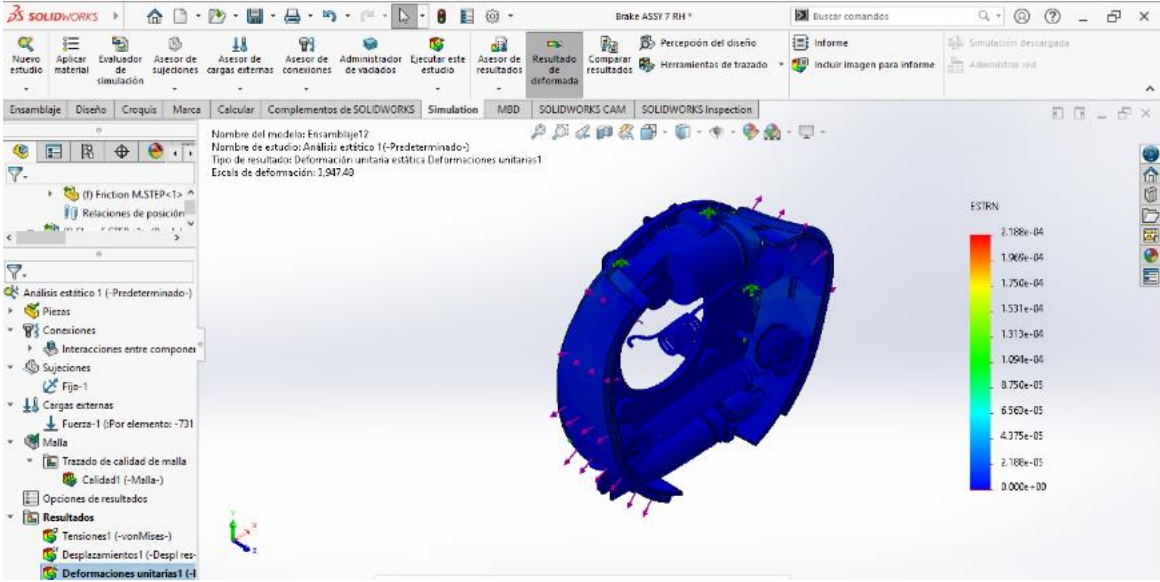 SOLIDWORKS
Brake ASSY 7 RH *
Buscar comandos
Nuevo estudio
Aplicar material
Evaluador de simulación
Asesor de sujeciones
Asesor de cargas externas
Asesor de conexiones
Administrador de vaciados
Ejecutar este estudio
Asesor de resultados
Resultado de deformada
Comparar resultados
Percepción del diseño
Herramientas de trazado
Informe
Incluir imagen para informe
Simulación descargada
Administrar red
Ensamblaje Diseño Croquis Marca Calcular Complementos de SOLIDWORKS Simulation MBD SOLIDWORKS CAM SOLIDWORKS Inspection
Nombre del modelo: Ensamblaje12
Nombre de estudio: Análisis estático 1(-Predeterminado-)
Tipo de resultado: Deformación unitaria estática Deformaciones unitarias1
Escala de deformación: 3,947.48
(f) Friction M.STEP<1>
Relaciones de posición
Análisis estático 1 (-Predeterminado-)
Piezas
Conexiones
Interacciones entre componer
Sujeciones
Fijo-1
Cargas externas
Fuerza-1 (:Por elemento: -731
Malla
Trazado de calidad de malla
Calidad1 (-Malla-)
Opciones de resultados
Resultados
Tensiones1 (-vonMises-)
Desplazamientos1 (-Despl res-
Deformaciones unitarias1 (-I
ESTRN
2.188e-04
1.969e-04
1.750e-04
1.531e-04
1.313e-04
1.094e-04
8.750e-05
6.563e-05
4.375e-05
2.188e-05
0.000e+00
Y
X
Z